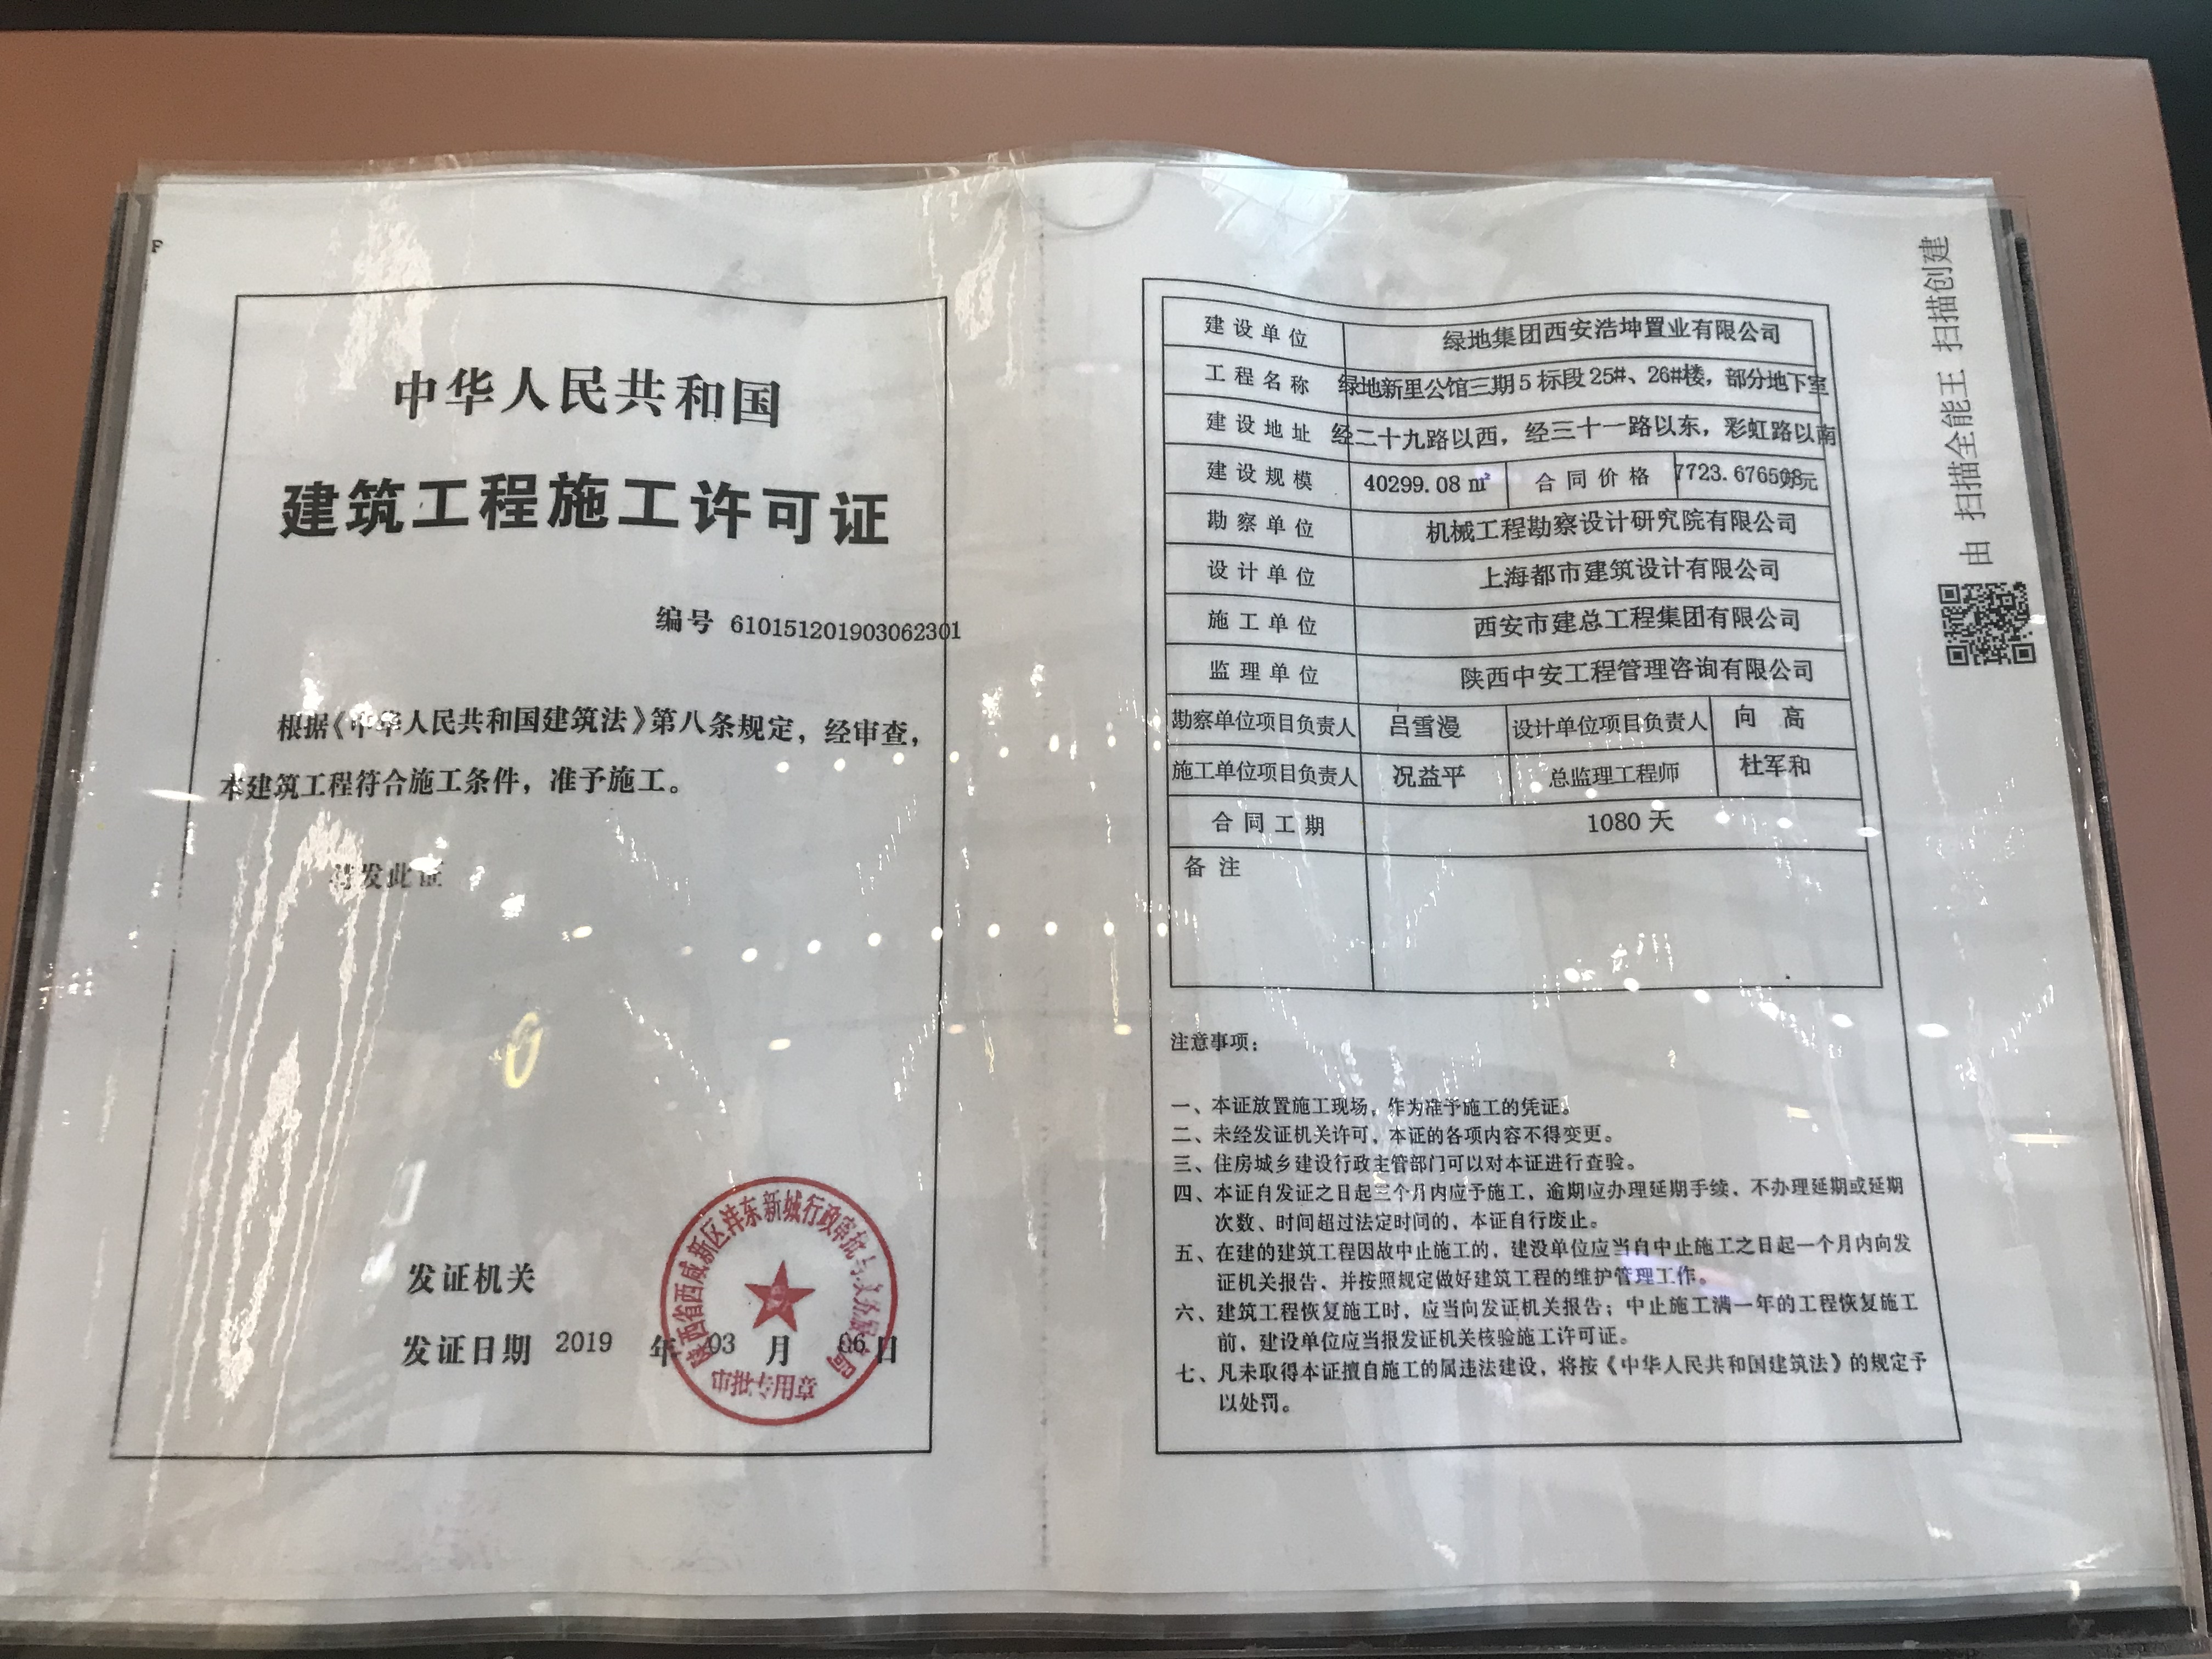 中华人民共和国
建筑工程施工许可证
编号 610151201903062301
根据《中华人民共和国建筑法》第八条规定，经审查，
本建筑工程符合施工条件，准予施工。
特发此证
发证机关
发证日期 2019 年 03 月 06 日
陕西省西咸新区沣东新城行政审批与
审批专用章
建设单位 绿地集团西安浩坤置业有限公司
工程名称 绿地新里公馆三期5标段25#、26#楼，部分地下室
建设地址 经二十九路以西，经三十一路以东，彩虹路以南
建设规模 40299.08 ㎡ 合同价格 7723.676508万元
勘察单位 机械工程勘察设计研究院有限公司
设计单位 上海都市建筑设计有限公司
施工单位 西安市建总工程集团有限公司
监理单位 陕西中安工程管理咨询有限公司
勘察单位项目负责人 吕雪漫 设计单位项目负责人 向 高
施工单位项目负责人 况益平 总监理工程师 杜军和
合同工期 1080 天
备注
注意事项：
一、本证放置施工现场，作为准予施工的凭证。
二、未经发证机关许可，本证的各项内容不得变更。
三、住房城乡建设行政主管部门可以对本证进行查验。
四、本证自发证之日起三个月内应予施工，逾期应办理延期手续，不办理延期或延期
次数、时间超过法定时间的，本证自行废止。
五、在建的建筑工程因故中止施工的，建设单位应当自中止施工之日起一个月内向发
证机关报告，并按照规定做好建筑工程的维护管理工作。
六、建筑工程恢复施工时，应当向发证机关报告；中止施工满一年的工程恢复施工
前，建设单位应当报发证机关核验施工许可证。
七、凡未取得本证擅自施工的属违法建设，将按《中华人民共和国建筑法》的规定予
以处罚。
由 扫描全能王 扫描创建